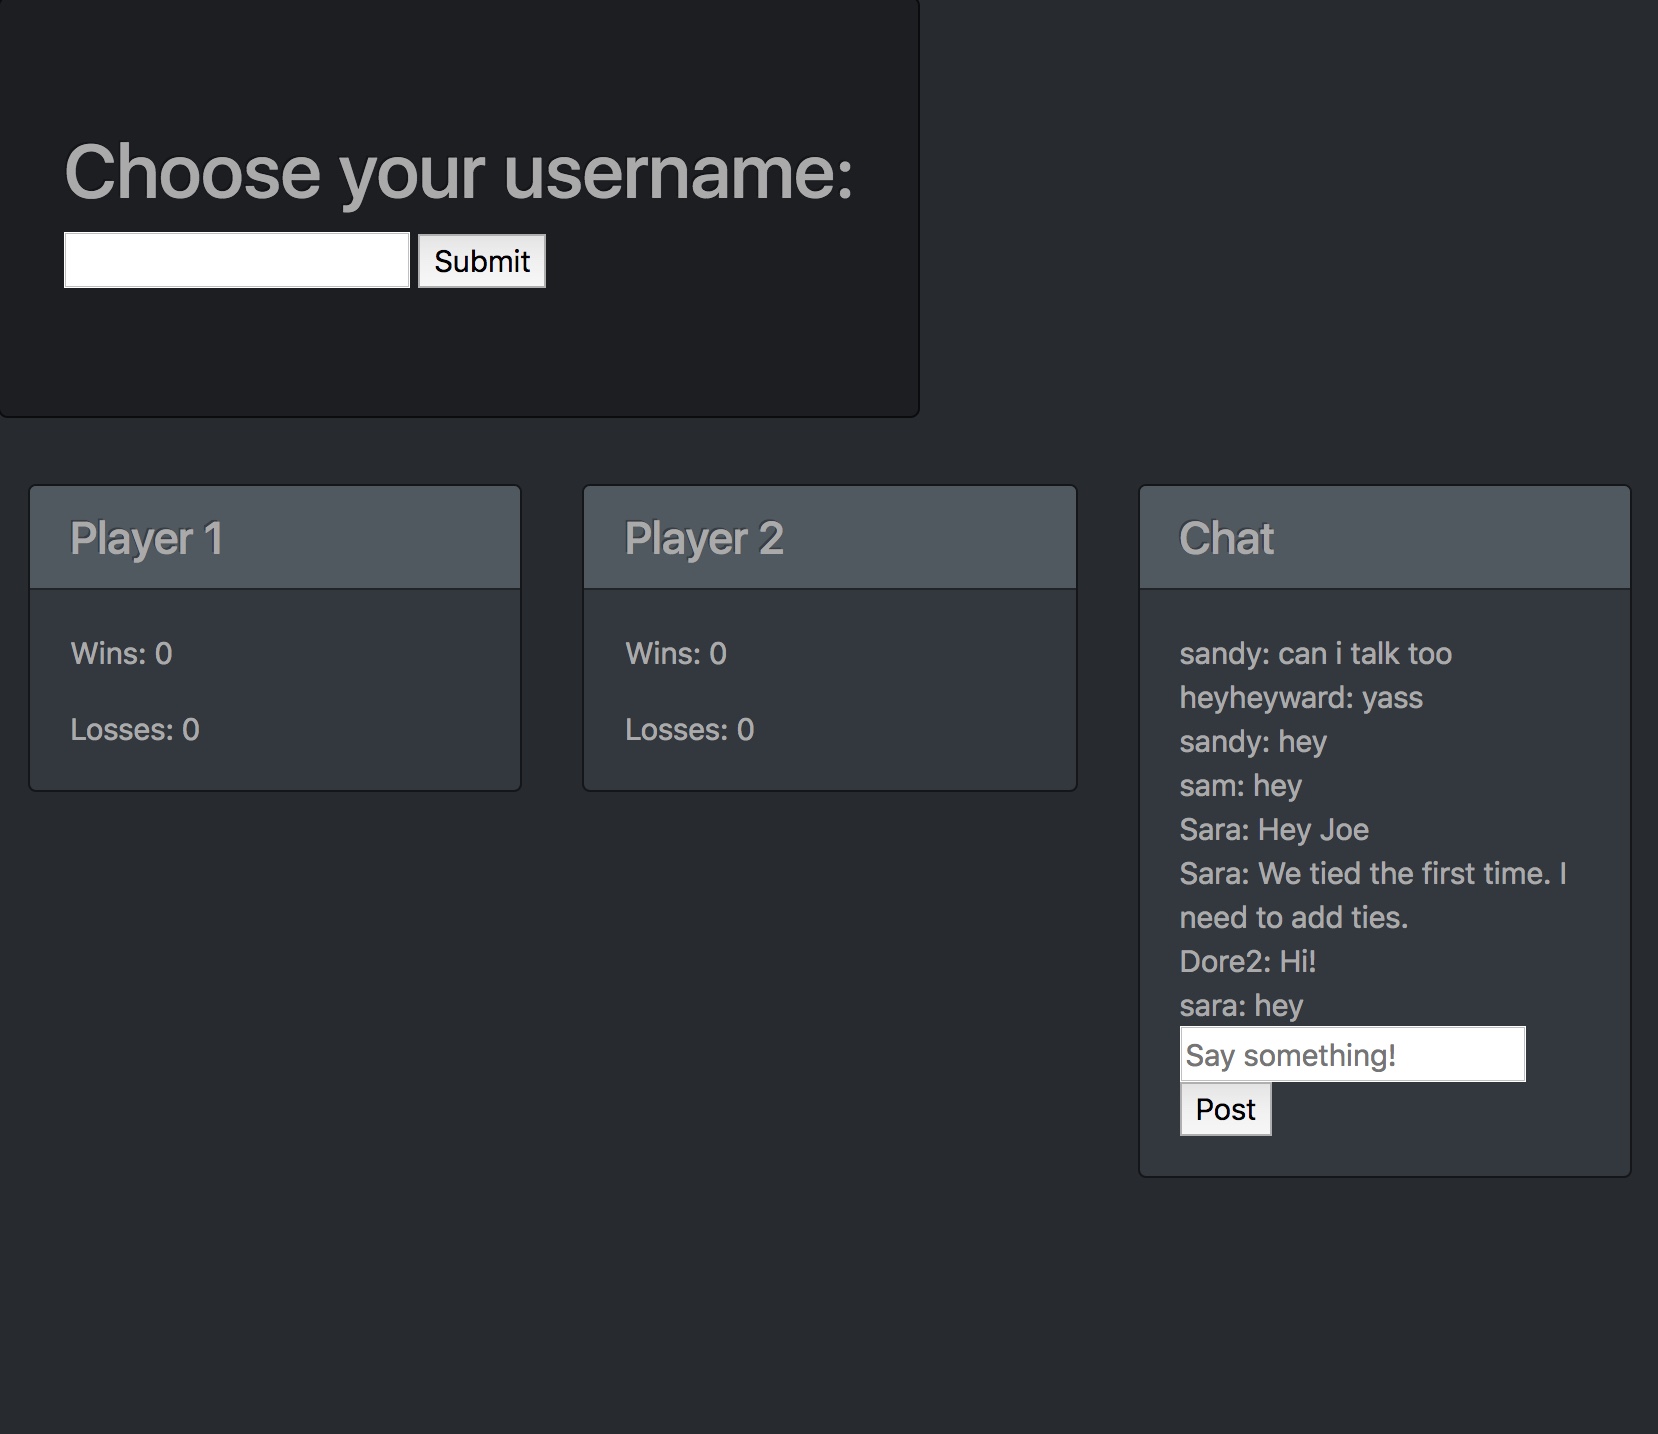 Choose your username:
Submit
Player 1
Wins: 0
Losses: 0
Player 2
Wins: 0
Losses: 0
Chat
sandy: can i talk too
heyheyward: yass
sandy: hey
sam: hey
Sara: Hey Joe
Sara: We tied the first time. I
need to add ties.
Dore2: Hi!
sara: hey
Say something!
Post